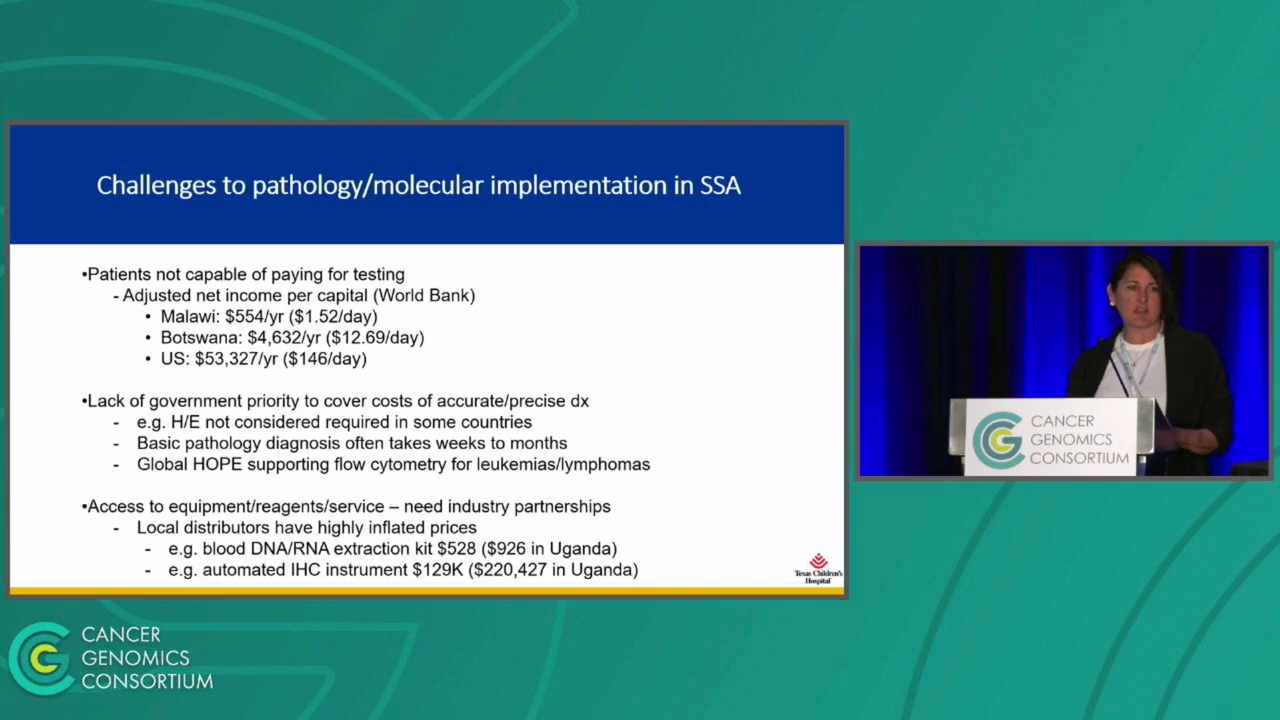 Challenges to pathology/molecular implementation in SSA
•Patients not capable of paying for testing
- Adjusted net income per capital (World Bank)
• Malawi: $554/yr ($1.52/day)
• Botswana: $4,632/yr ($12.69/day)
• US: $53,327/yr ($146/day)
•Lack of government priority to cover costs of accurate/precise dx
- e.g. H/E not considered required in some countries
- Basic pathology diagnosis often takes weeks to months
- Global HOPE supporting flow cytometry for leukemias/lymphomas
•Access to equipment/reagents/service – need industry partnerships
- Local distributors have highly inflated prices
- e.g. blood DNA/RNA extraction kit $528 ($926 in Uganda)
- e.g. automated IHC instrument $129K ($220,427 in Uganda)
Texas Children's
Hospital
CANCER
GENOMICS
CONSORTIUM
CANCER
GENOMICS
CONSORTIUM